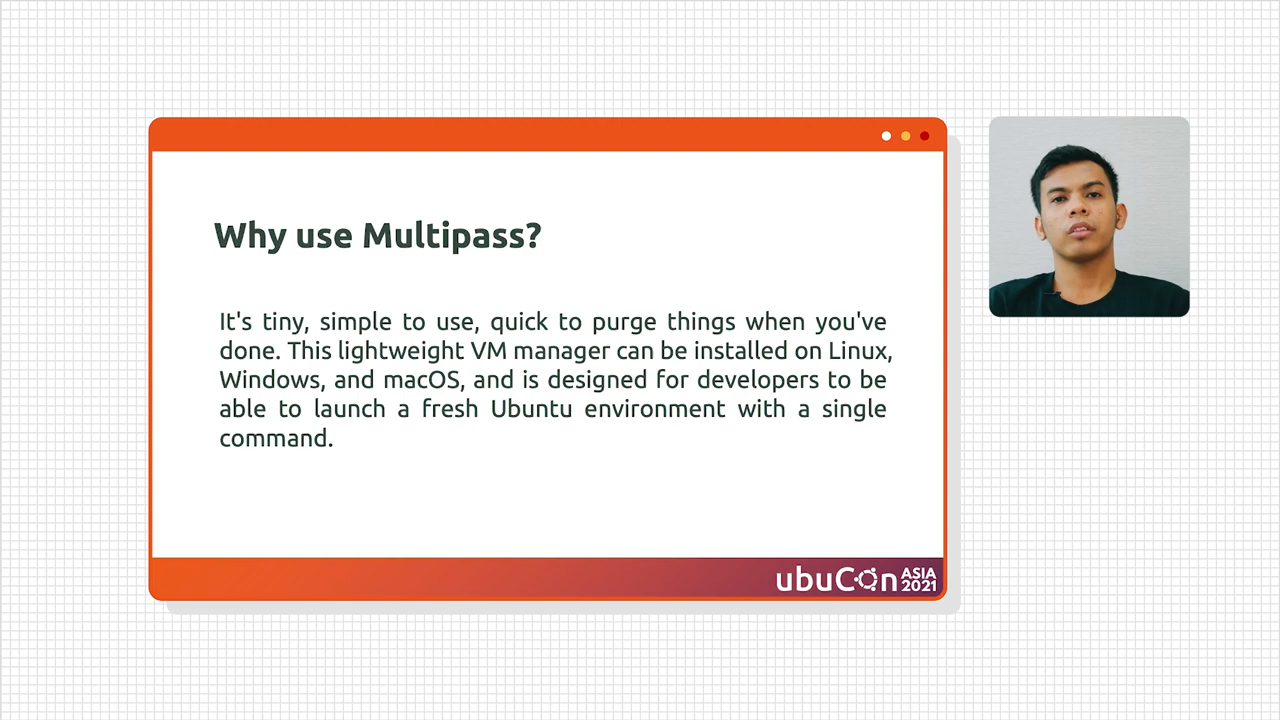 Why use Multipass?
It's tiny, simple to use, quick to purge things when you've
done. This lightweight VM manager can be installed on Linux,
Windows, and macOS, and is designed for developers to be
able to launch a fresh Ubuntu environment with a single
command.
ubuCon ASIA 2021